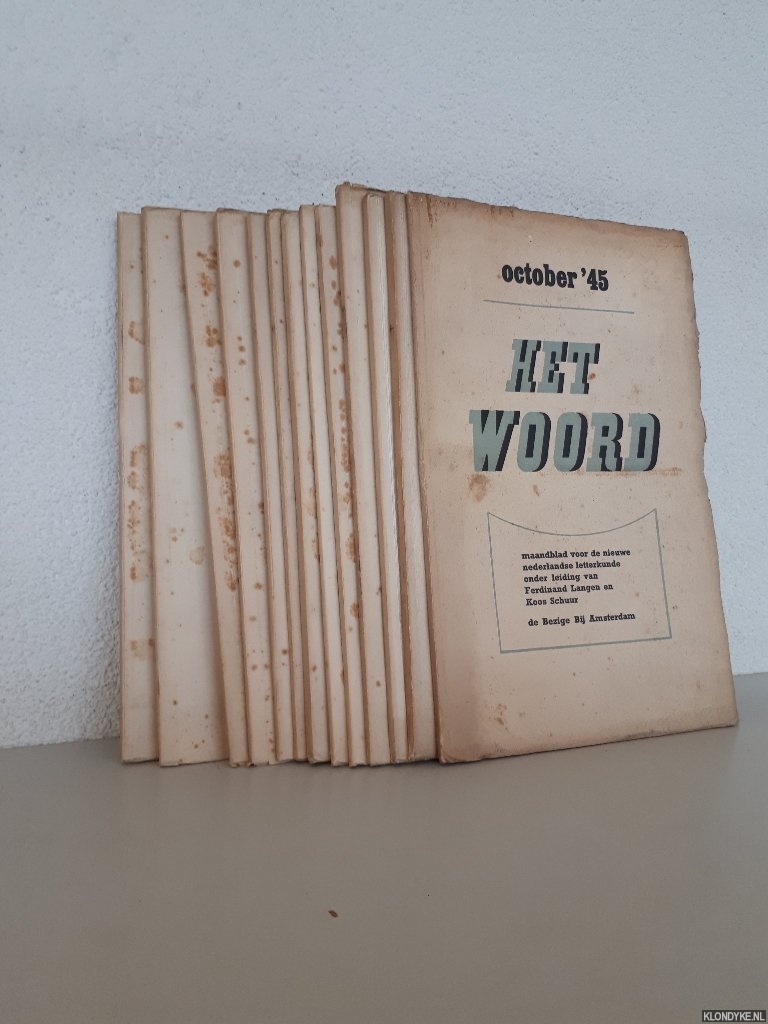 october '45
HET
WOORD
maandblad voor de nieuwe
nederlandse letterkunde
onder leiding van
Ferdinand Langen en
Koos Schuur
de Bezige Bij Amsterdam
KLONDYKE.NL